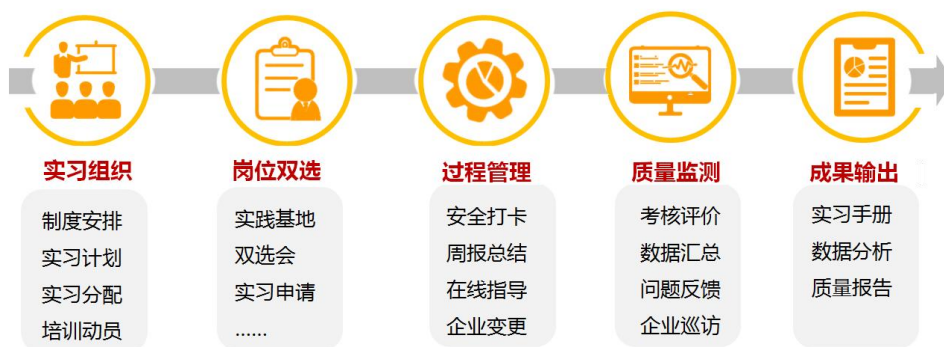 实习组织
制度安排
实习计划
实习分配
培训动员
岗位双选
实践基地
双选会
实习申请
......
过程管理
安全打卡
周报总结
在线指导
企业变更
质量监测
考核评价
数据汇总
问题反馈
企业巡访
成果输出
实习手册
数据分析
质量报告